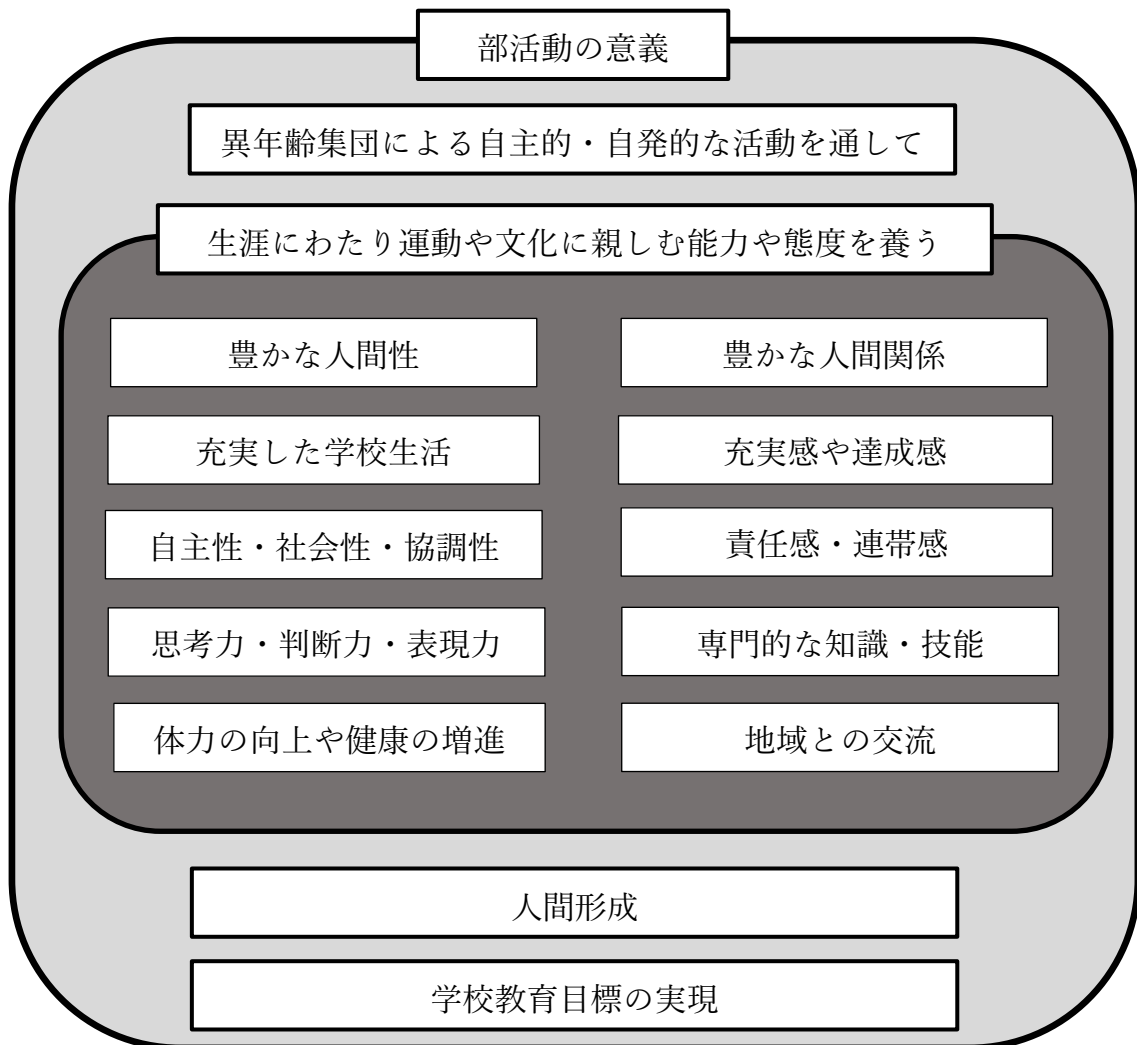 部活動の意義
異年齢集団による自主的・自発的な活動を通して
生涯にわたり運動や文化に親しむ能力や態度を養う
豊かな人間性
豊かな人間関係
充実した学校生活
充実感や達成感
自主性・社会性・協調性
責任感・連帯感
思考力・判断力・表現力
専門的な知識・技能
体力の向上や健康の増進
地域との交流
人間形成
学校教育目標の実現